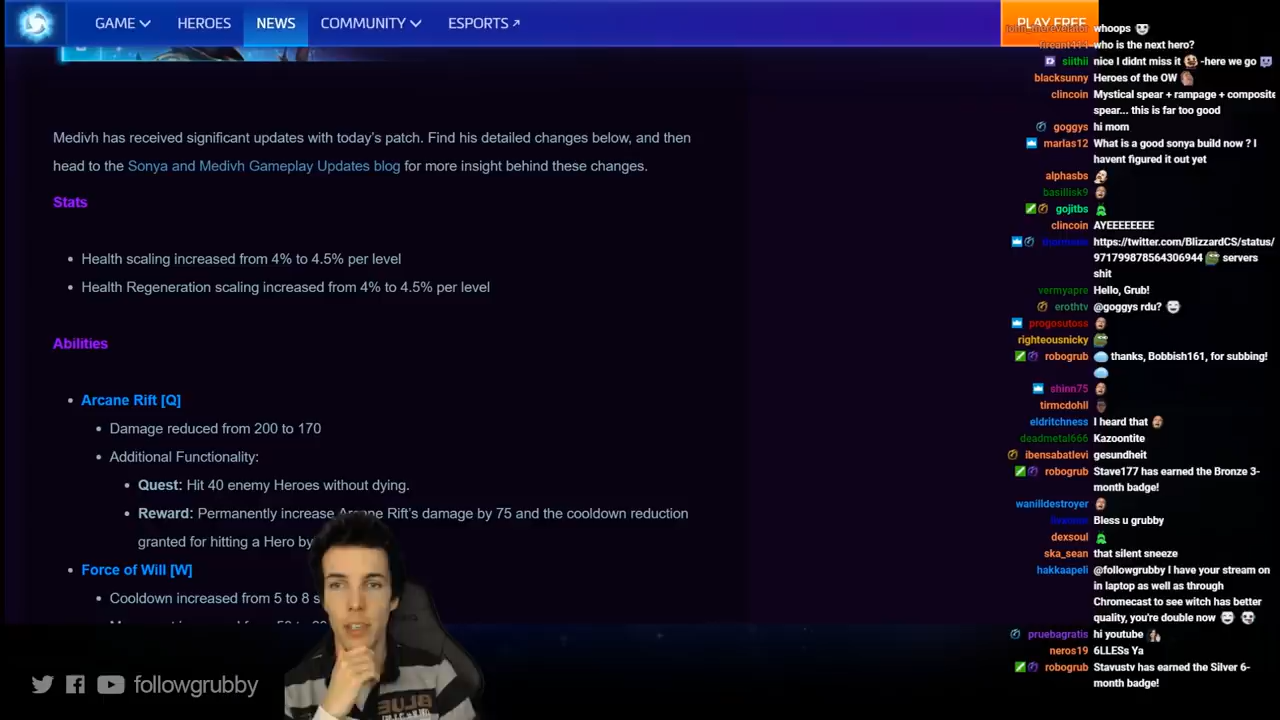 GAME
HEROES
NEWS
COMMUNITY
ESPORTS
PLAY FREE
Medivh has received significant updates with today's patch. Find his detailed changes below, and then
head to the Sonya and Medivh Gameplay Updates blog for more insight behind these changes.
Stats
Health scaling increased from 4% to 4.5% per level
Health Regeneration scaling increased from 4% to 4.5% per level
Abilities
Arcane Rift [Q]
Damage reduced from 200 to 170
Additional Functionality:
Quest: Hit 40 enemy Heroes without dying.
Reward: Permanently increase Arcane Rift's damage by 75 and the cooldown reduction
granted for hitting a Hero by
Force of Will [W]
Cooldown increased from 5 to 8 s
followgrubby
whoops
who is the next hero?
siithii nice I didnt miss it -here we go
blacksunny Heroes of the OW
clincoin Mystical spear + rampage + composite
spear... this is far too good
goggys hi mom
marlas12 What is a good sonya build now ? I
havent figured it out yet
alphasbs
basillisk9
gojitbs
clincoin AYEEEEEEEE
https://twitter.com/BlizzardCS/status/
971799878564306944 servers
shit
vermyapre Hello, Grub!
erothtv @goggys rdu?
progosutoss
righteousnicky
robogrub thanks, Bobbish161, for subbing!
shinn75
tirmcdohll
eldritchness I heard that
deadmetal666 Kazoontite
ibensabatlevi gesundheit
robogrub Stave177 has earned the Bronze 3-
month badge!
wanilldestroyer
Bless u grubby
dexsoul
ska_sean that silent sneeze
hakkaapeli @followgrubby I have your stream on
in laptop as well as through
Chromecast to see witch has better
quality, you're double now
pruebagratis hi youtube
neros19 6LLESs Ya
robogrub Stavustv has earned the Silver 6-
month badge!